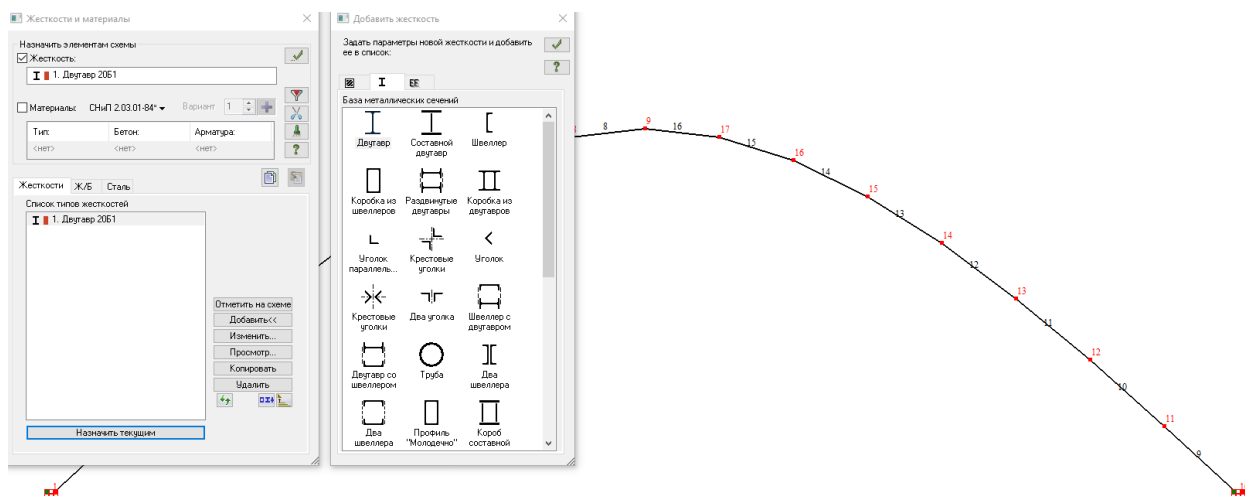 Жесткости и материалы
Назначить элементам схемы
Жесткость:
1. Двутавр 20Б1
Материалы: СНиП 2.03.01-84* Вариант 1
Тип: Бетон: Арматура:
<нет> <нет> <нет>
Жесткости Ж/Б Сталь
Список типов жесткостей
1. Двутавр 20Б1
Отметить на схеме
Добавить<<
Изменить...
Просмотр...
Копировать
Удалить
Назначить текущим
Добавить жесткость
Задать параметры новой жесткости и добавить
ее в список:
База металлических сечений
Двутавр
Составной
двутавр
Швеллер
Коробка из
швеллеров
Раздвинутые
двутавры
Коробка из
двутавров
Уголок
параллель...
Крестовые
уголки
Уголок
Крестовые
уголки
Два уголка
Швеллер с
двутавром
Двутавр со
швеллером
Труба
Два
швеллера
Два
швеллера
Профиль
"Молодечно"
Короб
составной
8
9
16
17
15
16
14
15
13
14
12
13
11
12
10
11
9
1